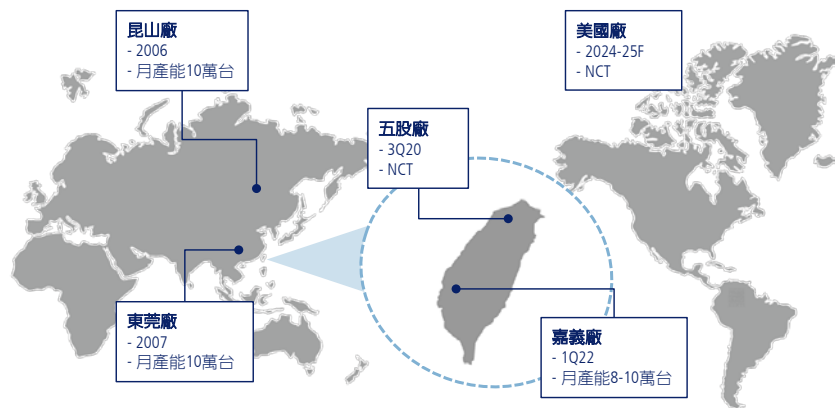 昆山廠
- 2006
- 月產能10萬台
美國廠
- 2024-25F
- NCT
五股廠
- 3Q20
- NCT
東莞廠
- 2007
- 月產能10萬台
嘉義廠
- 1Q22
- 月產能8-10萬台